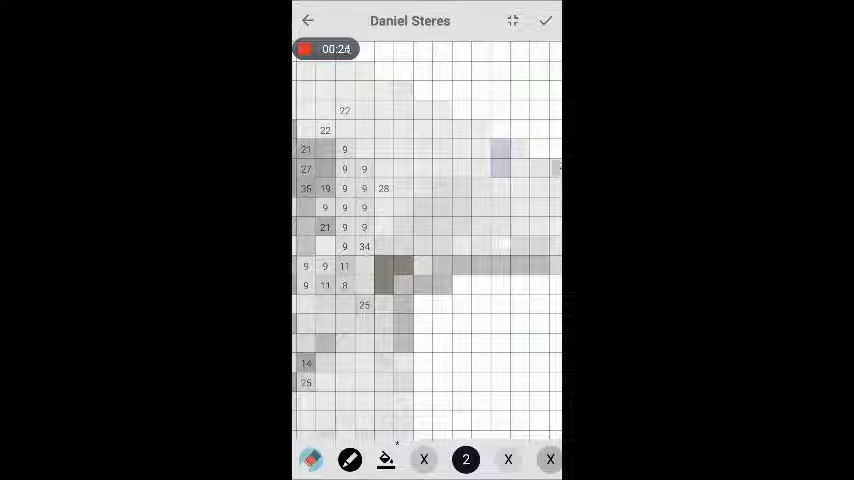 Daniel Steres
00:24
22
22
21 9
27 9 9
35 19 9 9 28
9 9 9
21 9 9
9 34
9 9 11
9 11 8
25
14
25
X 2 X X